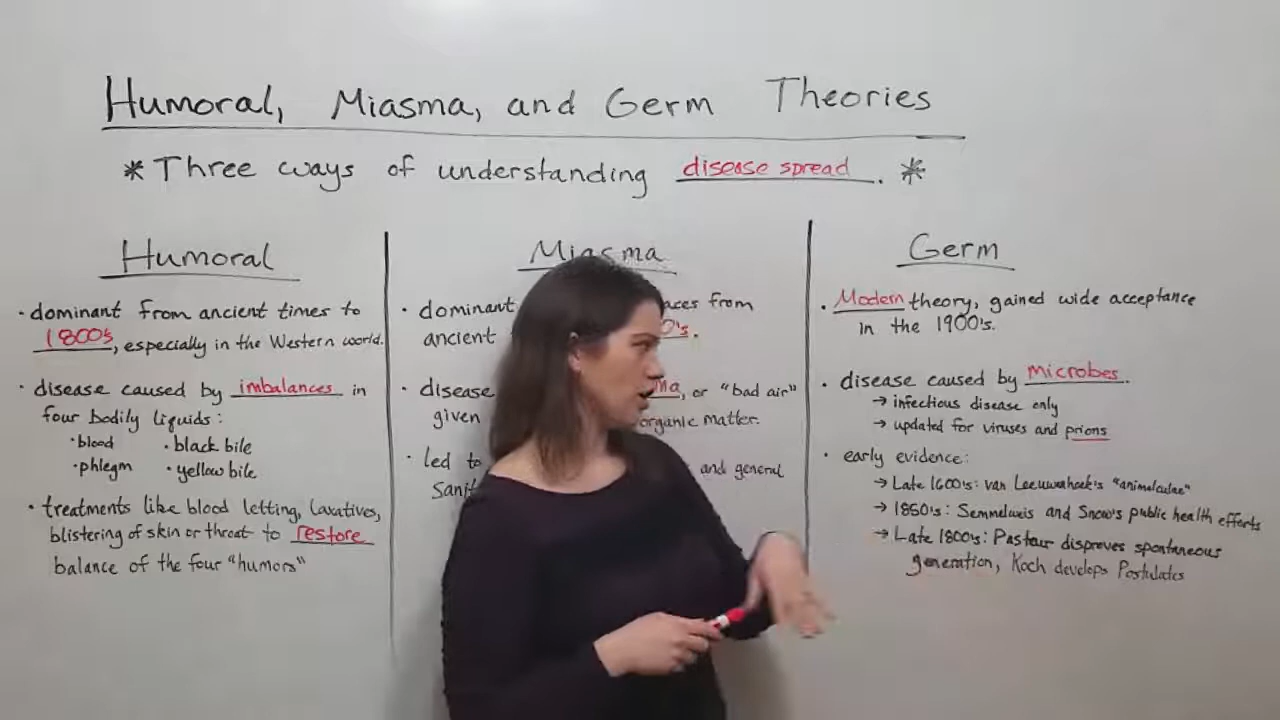 Humoral, Miasma, and Germ Theories
*Three ways of understanding disease spread. *
Humoral
· dominant from ancient times to
1800's, especially in the Western world.
· disease caused by imbalances in
four bodily liquids:
· blood · black bile
· phlegm · yellow bile
· treatments like blood letting, laxatives,
blistering of skin or throat to restore
balance of the four "humors"
Miasma
· dominant from
ancient
· disease or "bad air"
given organic matter.
· led to and general
Germ
· Modern theory, gained wide acceptance
in the 1900's.
· disease caused by microbes.
→ infectious disease only
→ updated for viruses and prions
· early evidence:
→ Late 1600's: van Leeuwenhoek's "animalculae"
→ 1850's: Semmelweis and Snow's public health efforts
→ Late 1800's: Pasteur disproves spontaneous
generation, Koch develops Postulates